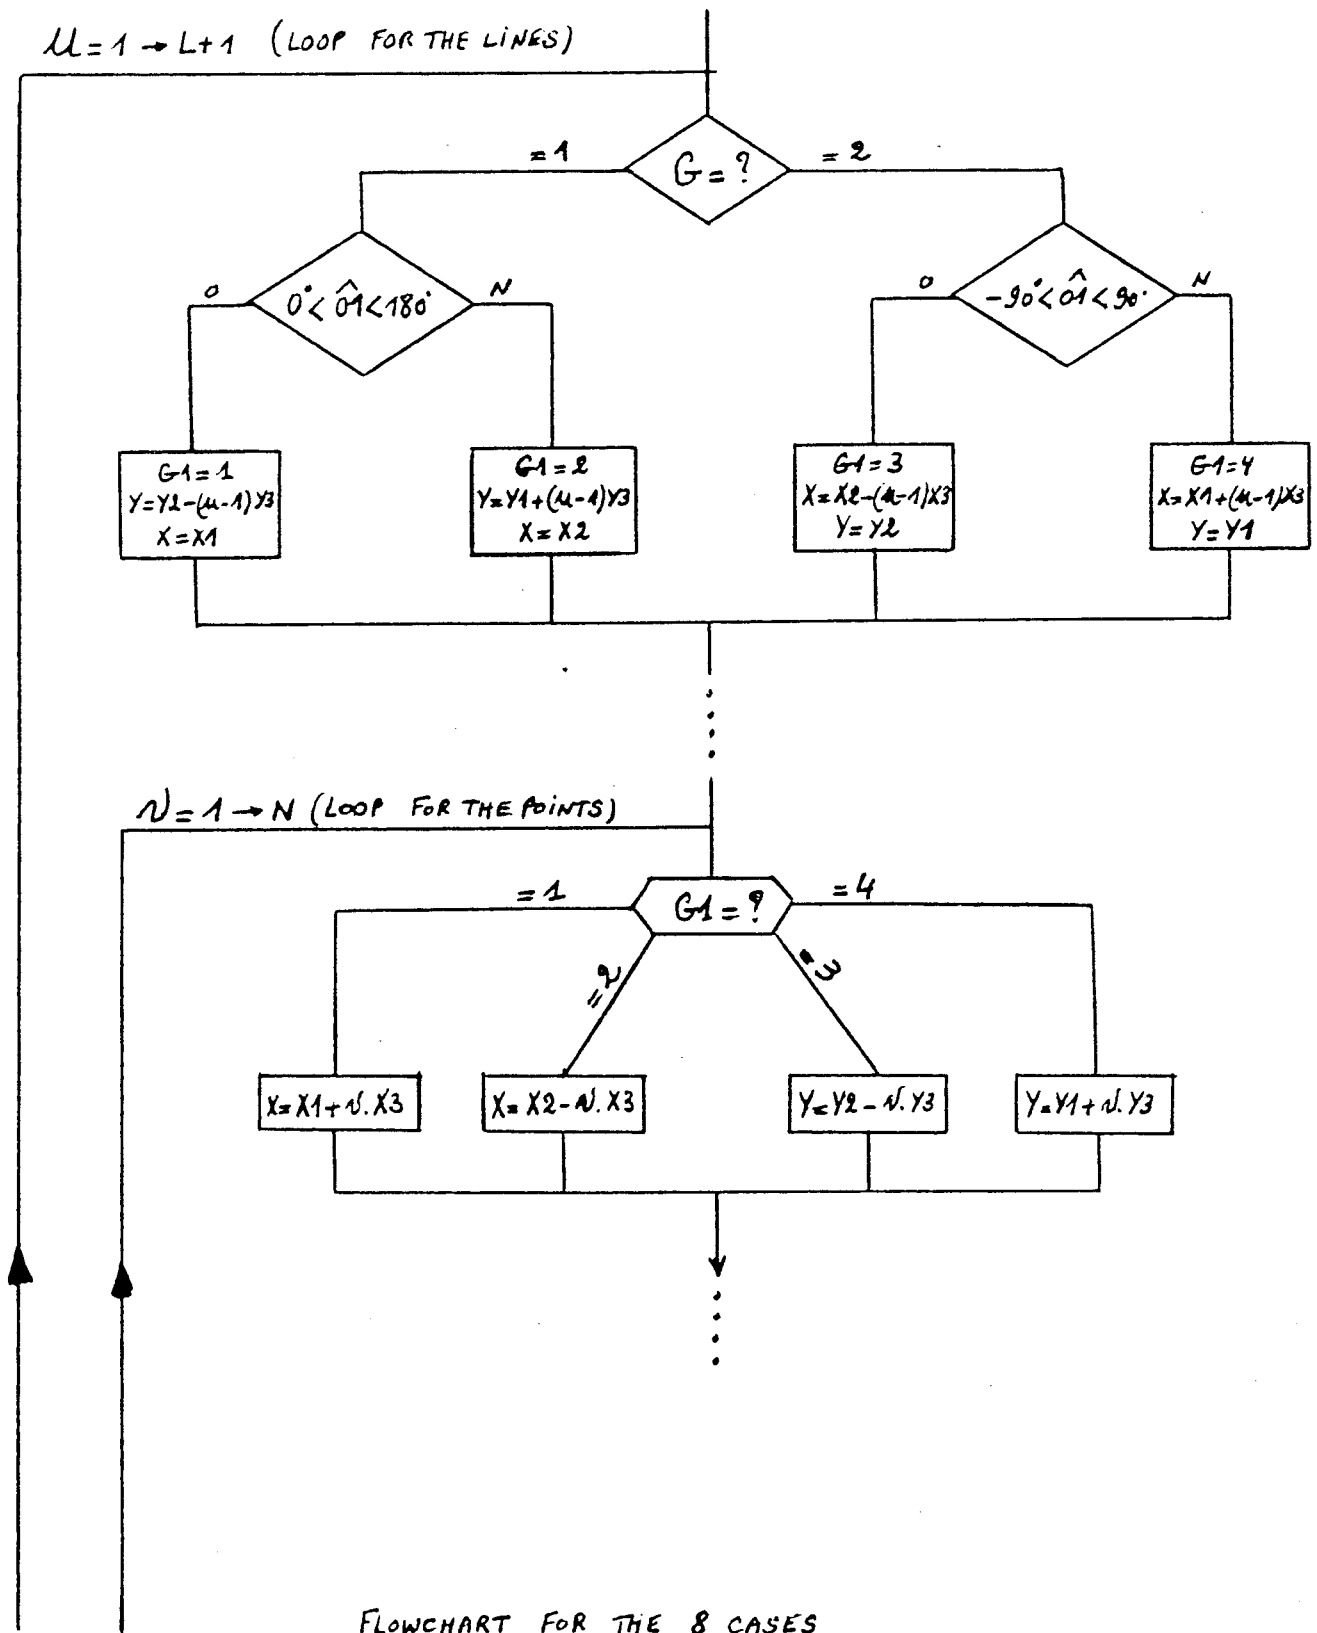 μ=1→L+1 (LOOP FOR THE LINES)
=1
G=?
=2
O
0°<Ô1<180°
N
O
-90°<Ô1<90°
N
G1=1
Y=Y2-(μ-1)Y3
X=X1
G1=2
Y=Y1+(μ-1)Y3
X=X2
G1=3
X=X2-(μ-1)X3
Y=Y2
G1=4
X=X1+(μ-1)X3
Y=Y1
ν=1→N (LOOP FOR THE POINTS)
=1
G1=?
=4
=2
=3
X=X1+ν.X3
X=X2-ν.X3
Y=Y2-ν.Y3
Y=Y1+ν.Y3
FLOWCHART FOR THE 8 CASES